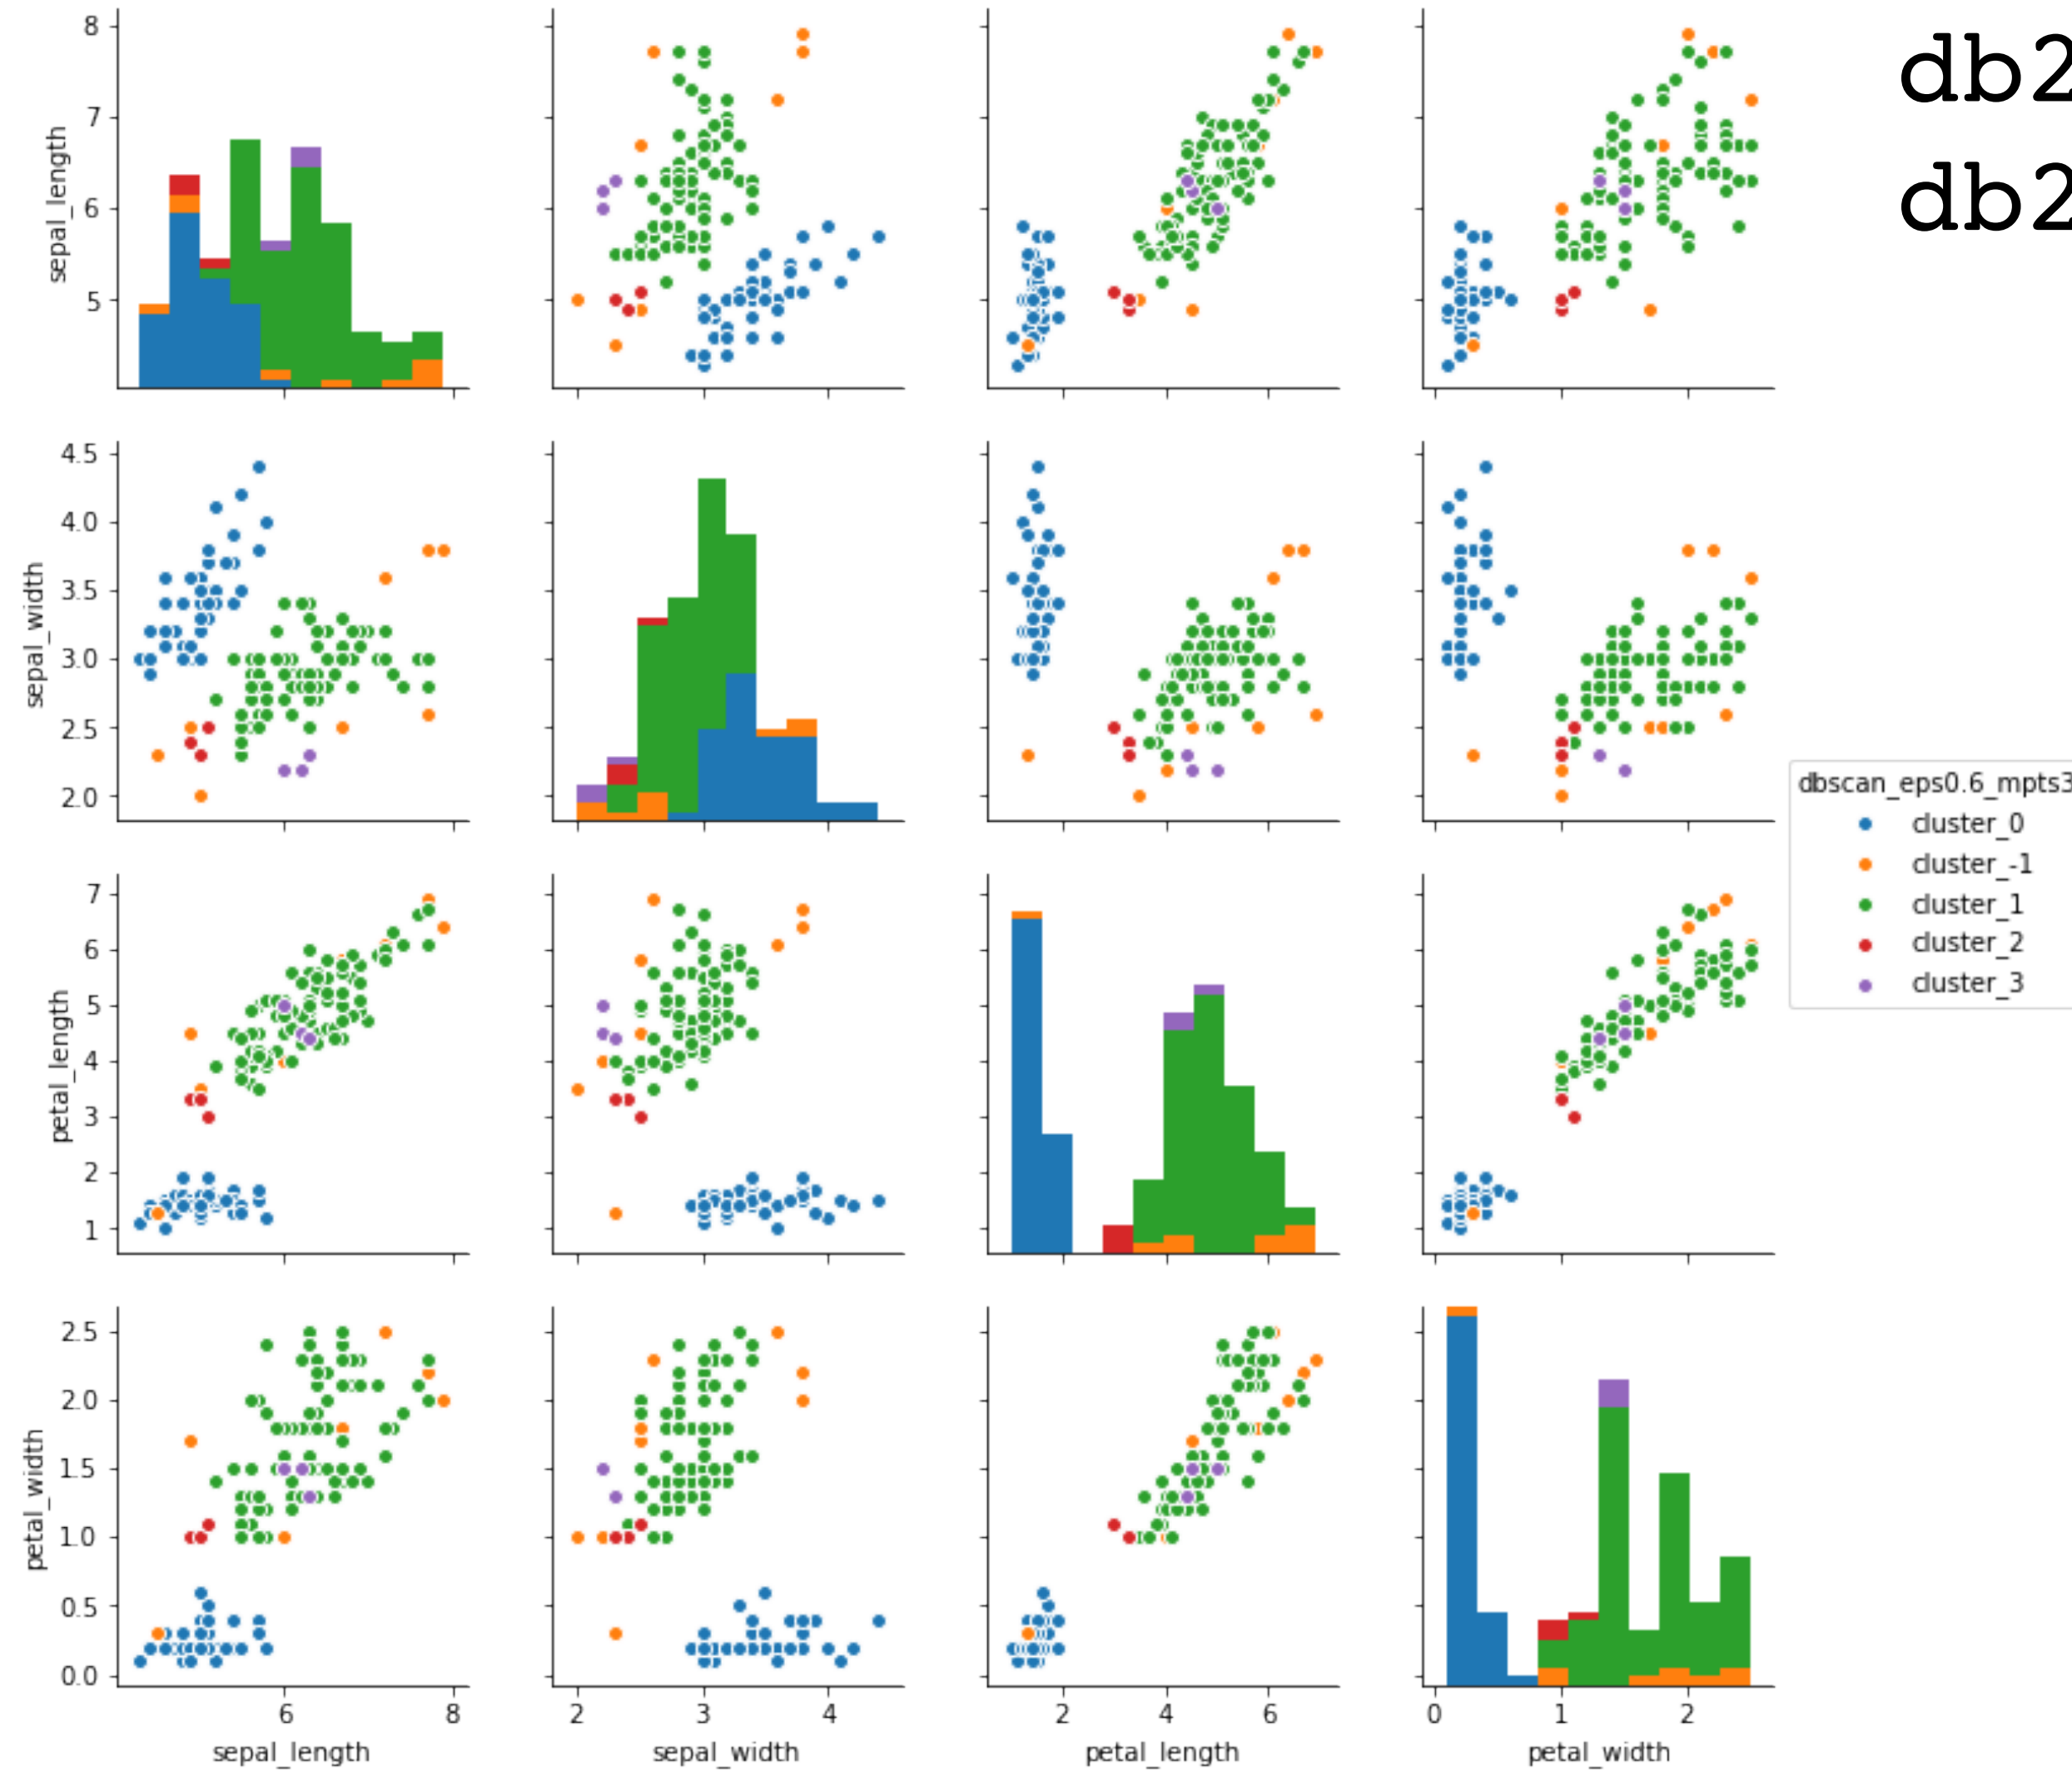 db2
db2
8
7
6
5
sepal_length
4.5
4.0
3.5
3.0
2.5
2.0
sepal_width
dbscan_eps0.6_mpts3
cluster_0
cluster_-1
cluster_1
cluster_2
cluster_3
7
6
5
4
3
2
1
petal_length
2.5
2.0
1.5
1.0
0.5
0.0
petal_width
6 8 2 3 4 2 4 6 0 1 2
sepal_length sepal_width petal_length petal_width